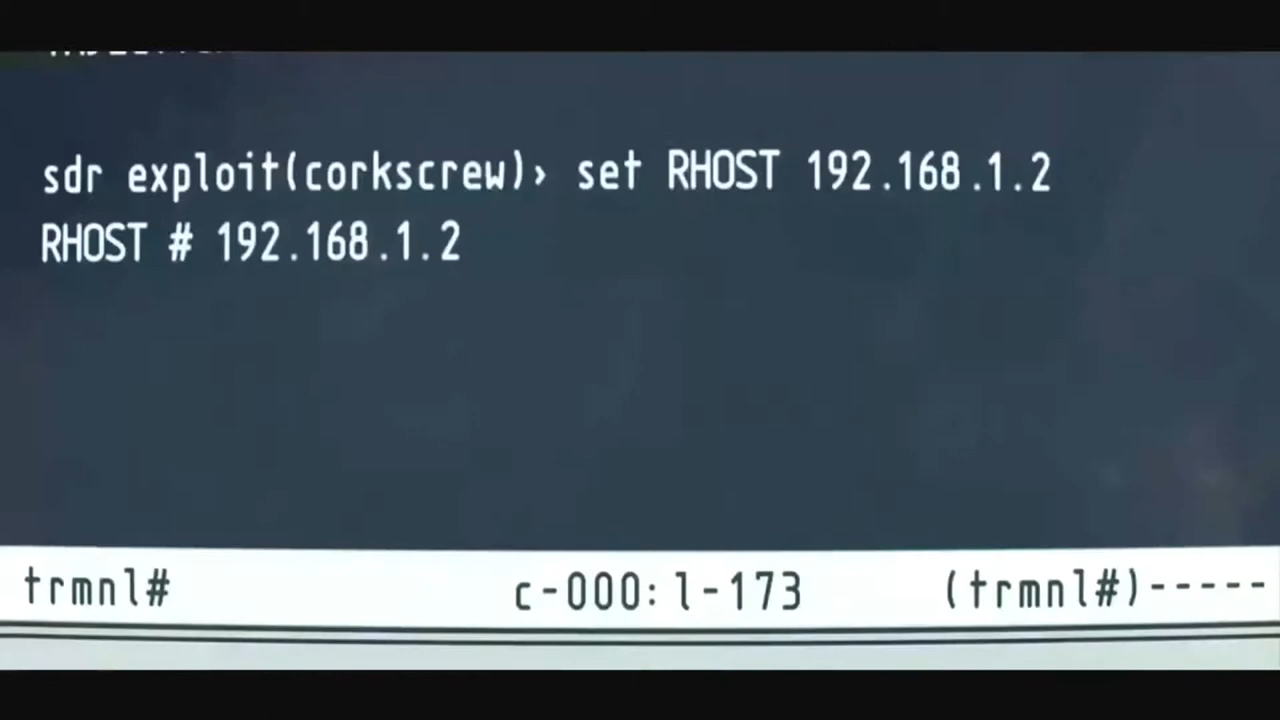 sdr exploit(corkscrew)› set RHOST 192.168.1.2
RHOST # 192.168.1.2
trmnl# c-000:l-173 (trmnl#)-----